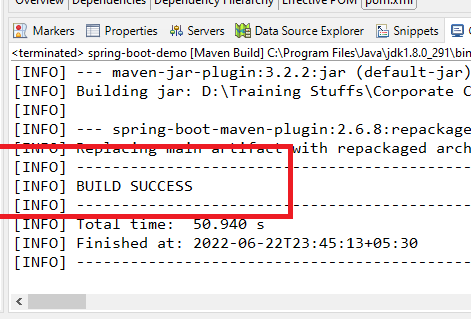 Dependencies Dependency Hierarchy Effective POM pom.xml
Markers Properties Servers Data Source Explorer Snippets
<terminated> spring-boot-demo [Maven Build] C:\Program Files\Java\jdk1.8.0_291\bin
[INFO] --- maven-jar-plugin:3.2.2:jar (default-jar)
[INFO] Building jar: D:\Training Stuffs\Corporate C
[INFO]
[INFO] --- spring-boot-maven-plugin:2.6.8:repackage
[INFO] Replacing main artifact with repackaged arch
[INFO] ------------------------------------------------
[INFO] BUILD SUCCESS
[INFO] ------------------------------------------------
[INFO] Total time:  50.940 s
[INFO] Finished at: 2022-06-22T23:45:13+05:30
[INFO] ------------------------------------------------